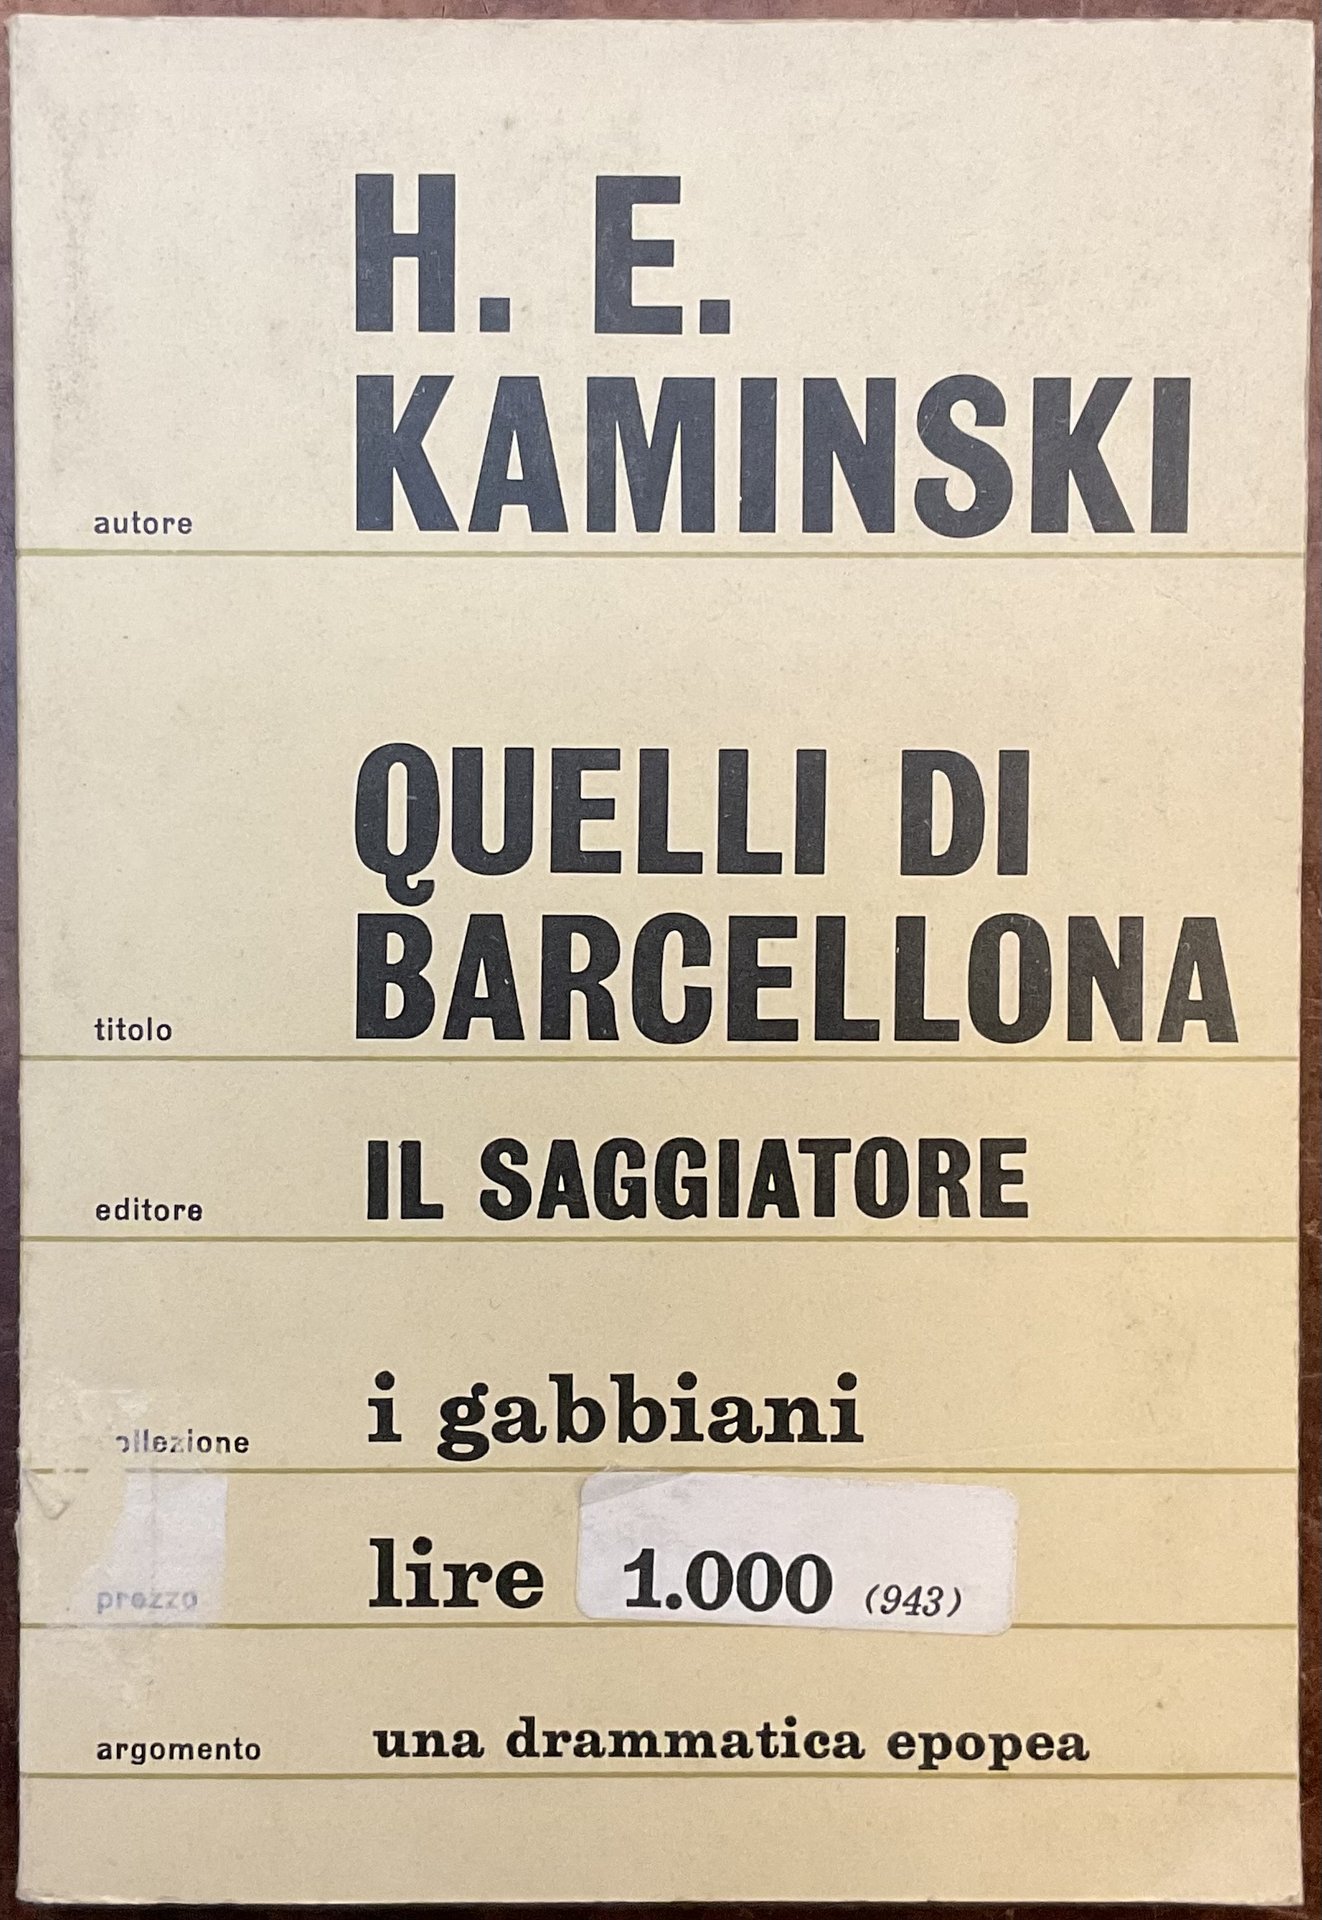 H. E.
autore KAMINSKI
QUELLI DI
titolo BARCELLONA
editore IL SAGGIATORE
ollezione i gabbiani
prezzo lire 1.000 (943)
argomento una drammatica epopea